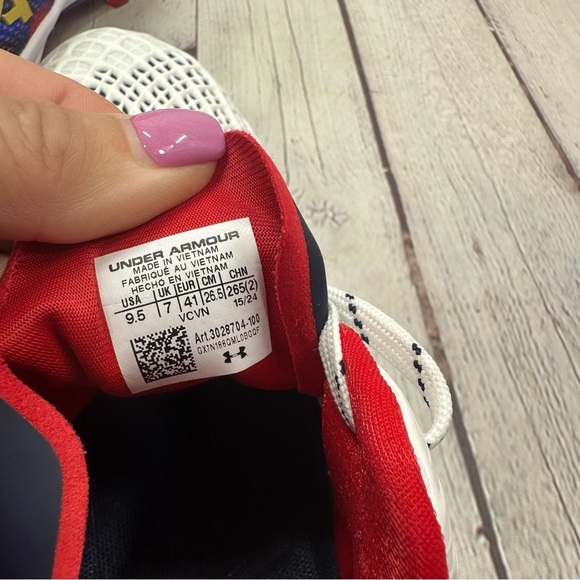 UNDER ARMOUR
MADE IN VIETNAM
FABRIQUÉ AU VIETNAM
HECHO EN VIETNAM
USA UK EUR CM CHN
9.5 7 41 26.5 265(2)
VCVN 15/24
Art.3028704-100
GX7N188QML0BGQF